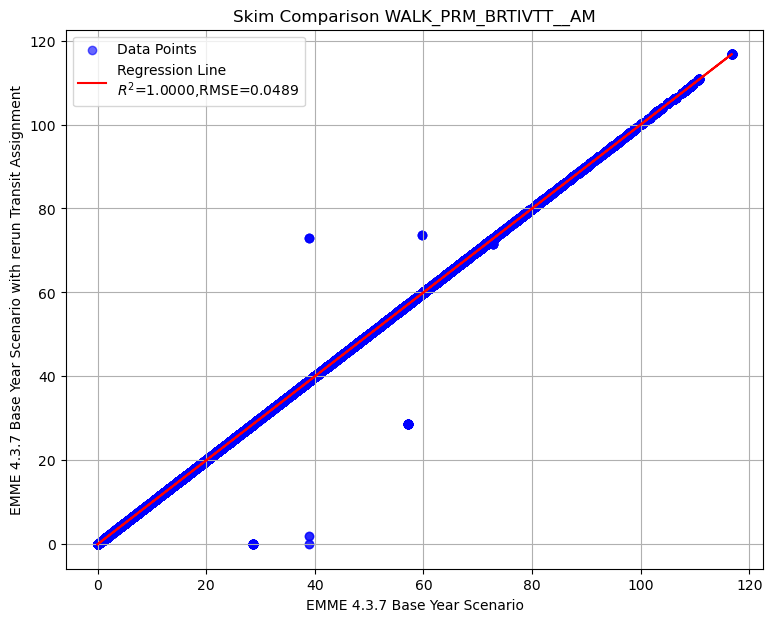 Skim Comparison WALK_PRM_BRTIVTT__AM
Data Points
Regression Line
R²=1.0000,RMSE=0.0489
EMME 4.3.7 Base Year Scenario with rerun Transit Assignment
120
100
80
60
40
20
0
0 20 40 60 80 100 120
EMME 4.3.7 Base Year Scenario